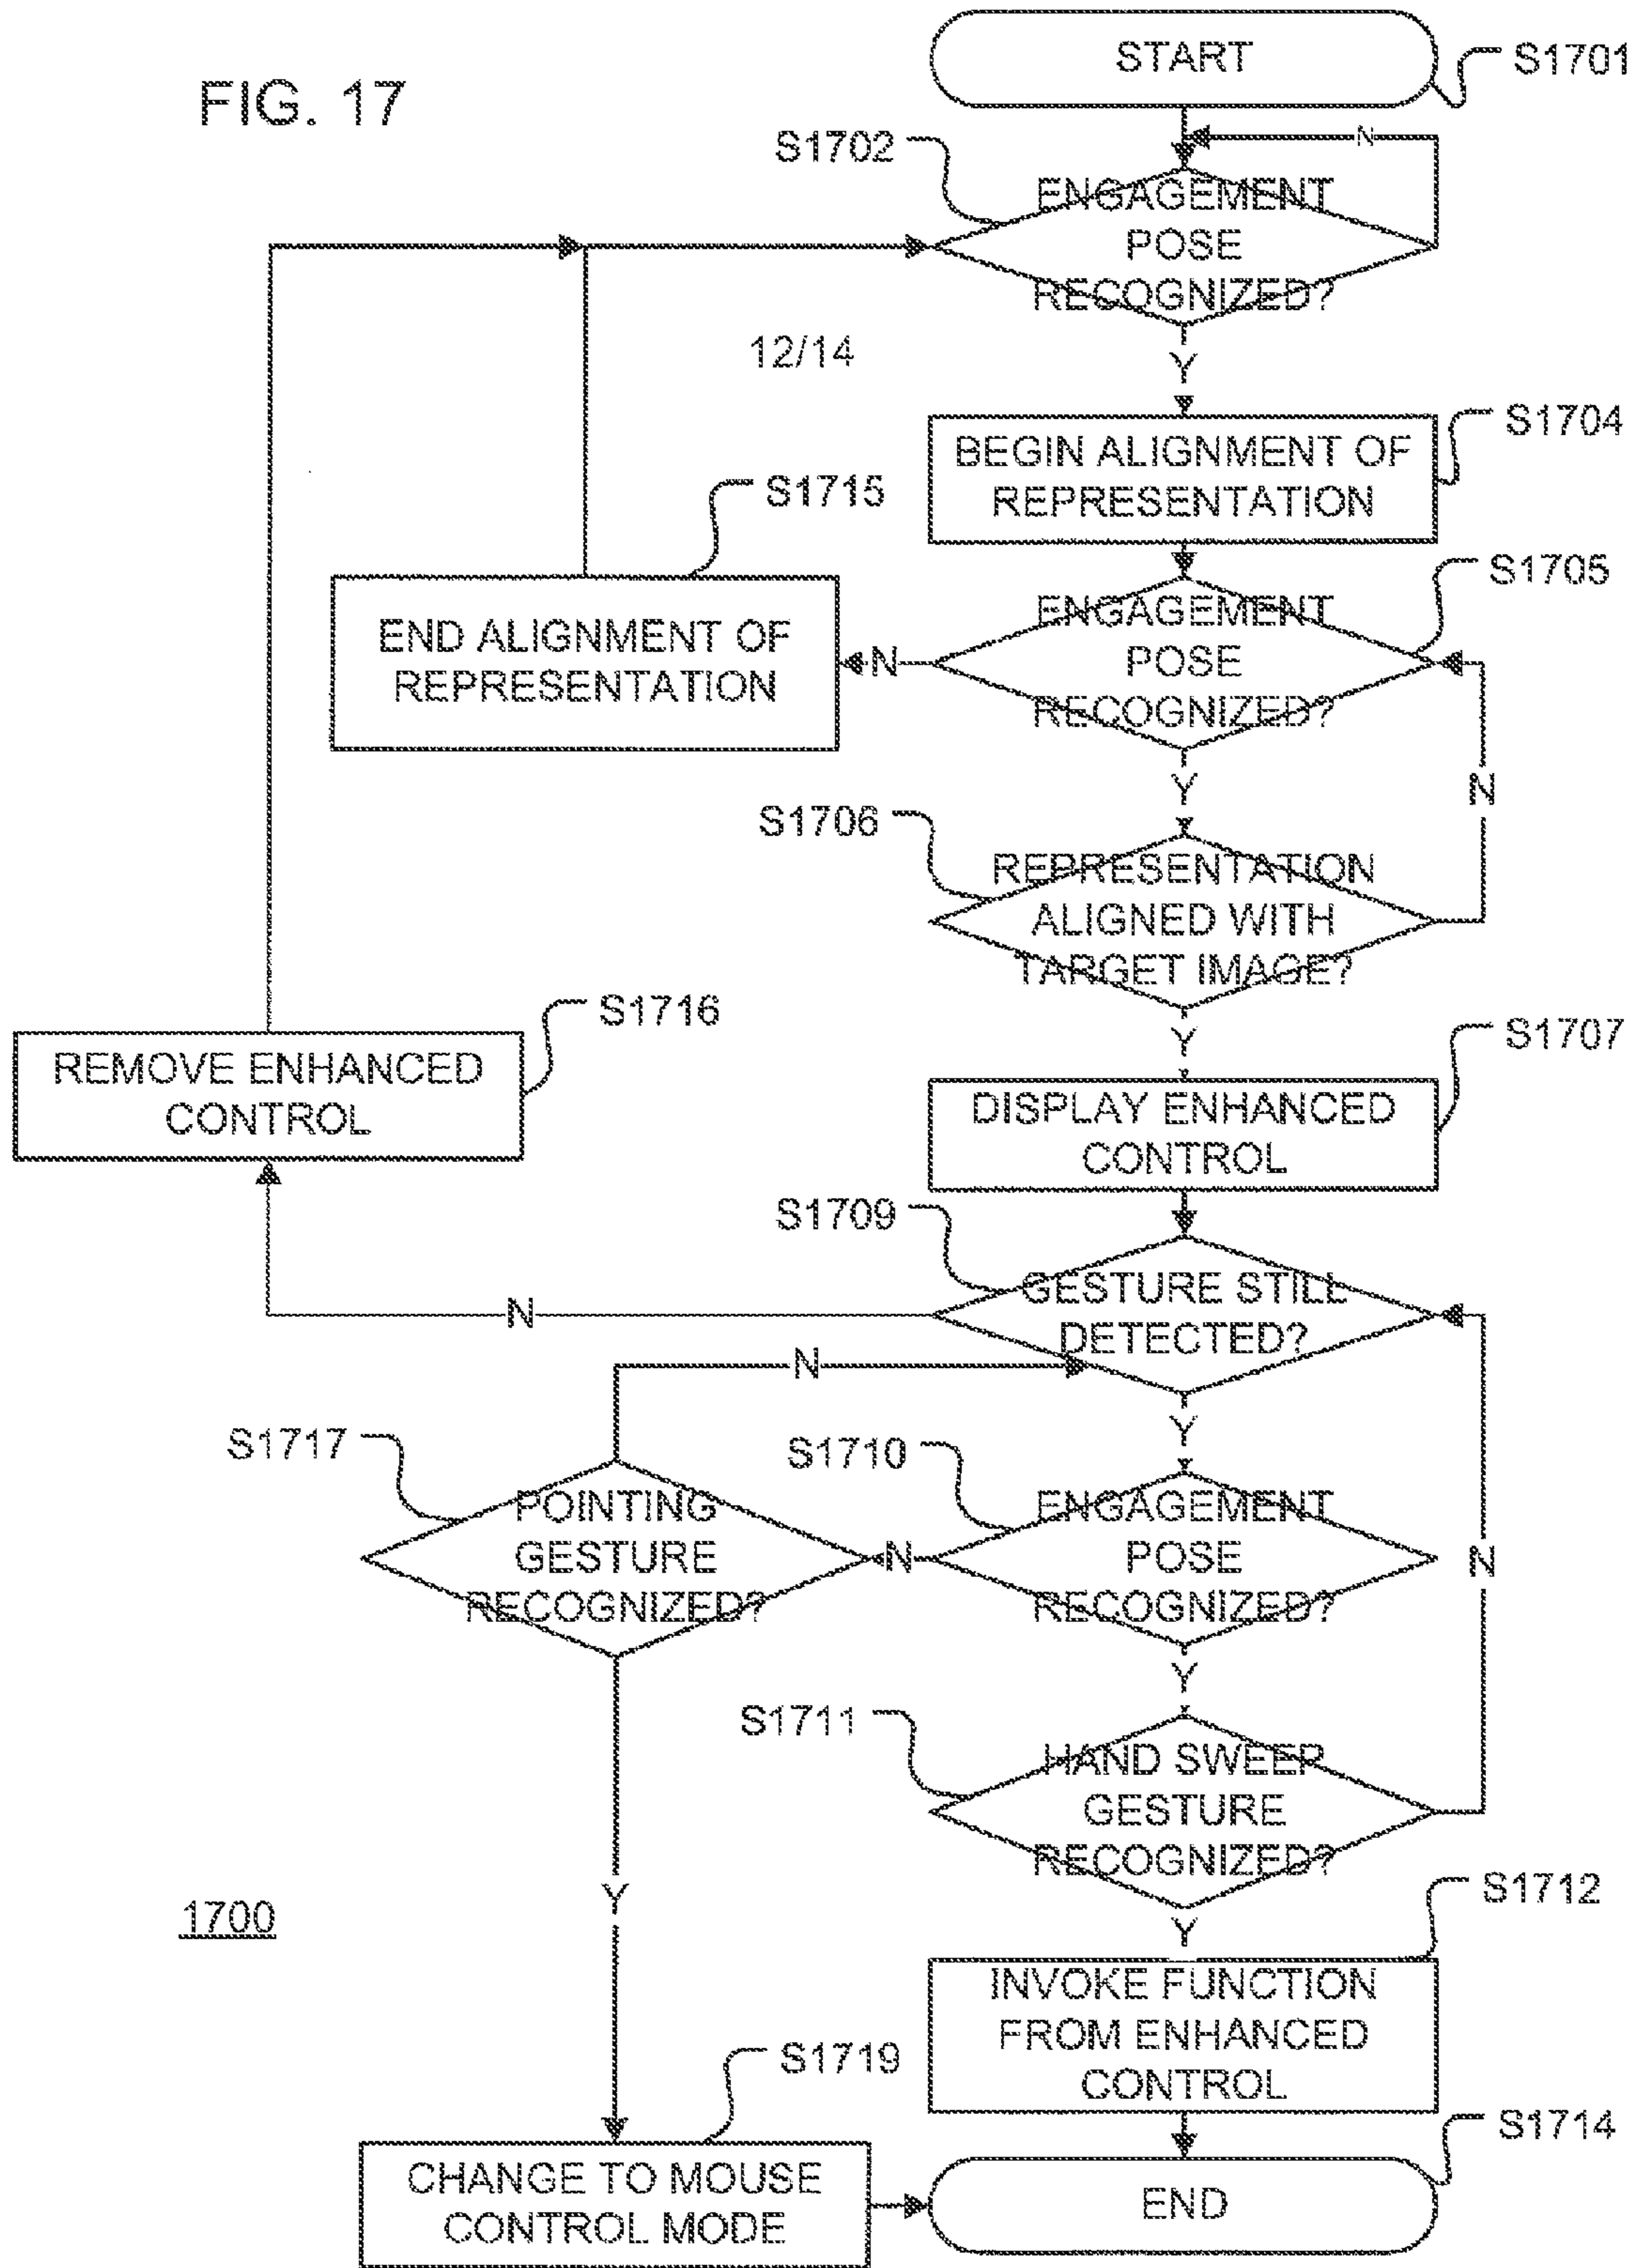 FIG. 17
START
S1701
N
S1702
ENGAGEMENT
POSE
RECOGNIZED?
12/14
Y
S1704
BEGIN ALIGNMENT OF
REPRESENTATION
S1715
END ALIGNMENT OF
REPRESENTATION
S1705
ENGAGEMENT
POSE
RECOGNIZED?
N
Y
N
S1706
REPRESENTATION
ALIGNED WITH
TARGET IMAGE?
Y
S1716
REMOVE ENHANCED
CONTROL
S1707
DISPLAY ENHANCED
CONTROL
S1709
GESTURE STILL
DETECTED?
N
N
Y
S1717
POINTING
GESTURE
RECOGNIZED?
S1710
ENGAGEMENT
POSE
RECOGNIZED?
N
N
Y
S1711
HAND SWEEP
GESTURE
RECOGNIZED?
Y
Y
1700
S1712
INVOKE FUNCTION
FROM ENHANCED
CONTROL
S1719
CHANGE TO MOUSE
CONTROL MODE
S1714
END